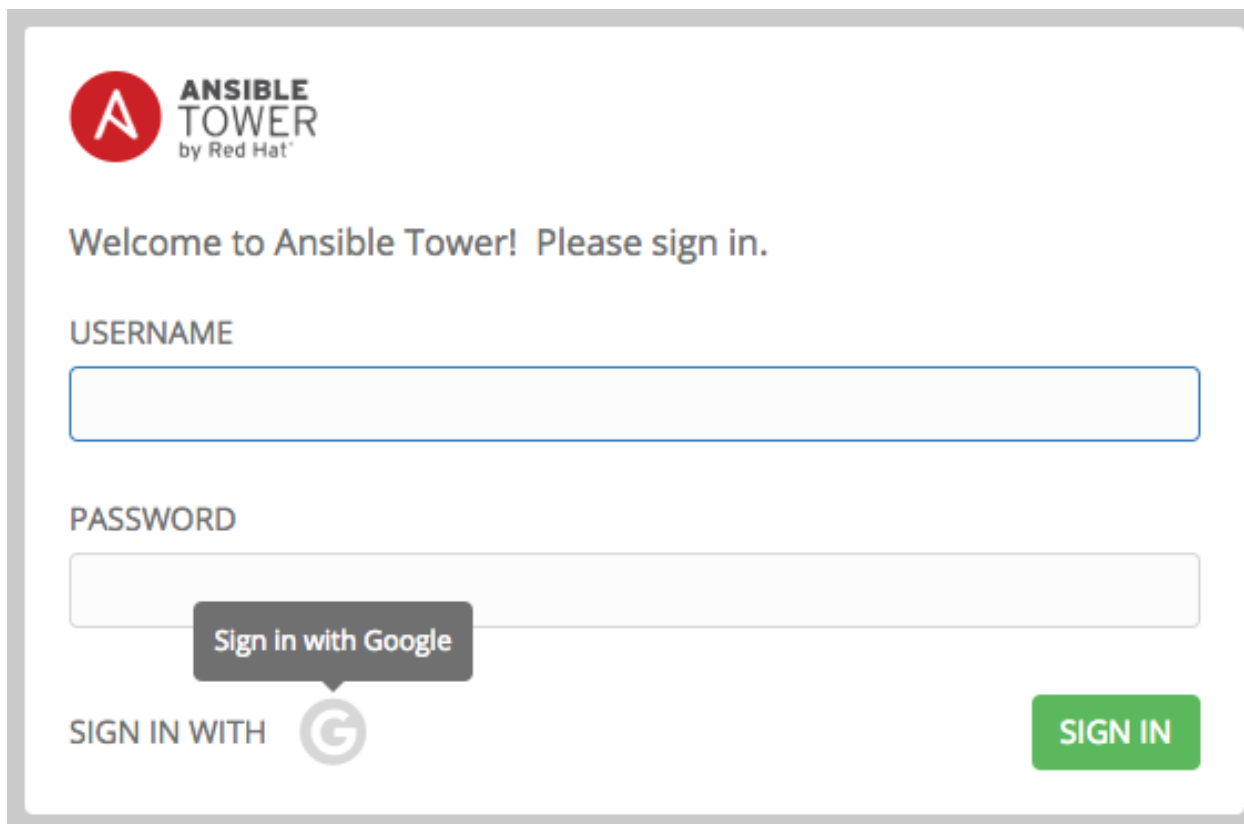 ANSIBLE
TOWER
by Red Hat
Welcome to Ansible Tower! Please sign in.
USERNAME
PASSWORD
Sign in with Google
SIGN IN WITH
SIGN IN